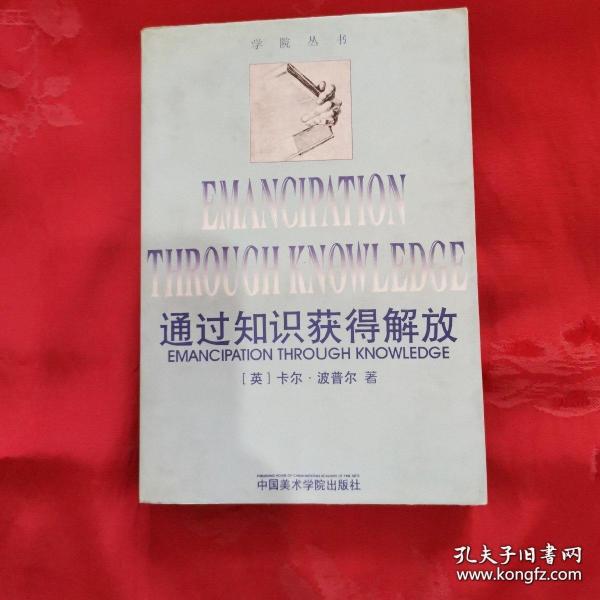 学院丛书
EMANCIPATION
THROUGH KNOWLEDGE
通过知识获得解放
EMANCIPATION THROUGH KNOWLEDGE
［英］卡尔·波普尔 著
中国美术学院出版社
孔夫子旧书网
www.kongfz.com